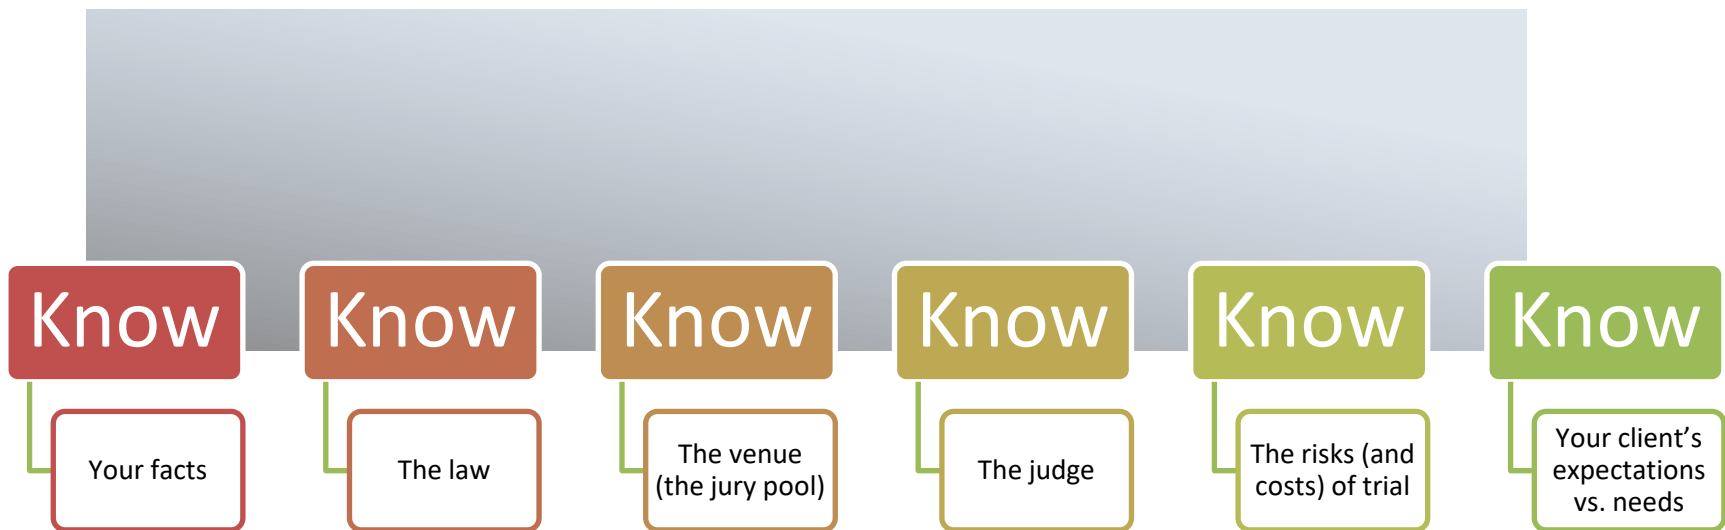 Know
Your facts
Know
The law
Know
The venue
(the jury pool)
Know
The judge
Know
The risks (and
costs) of trial
Know
Your client’s
expectations
vs. needs